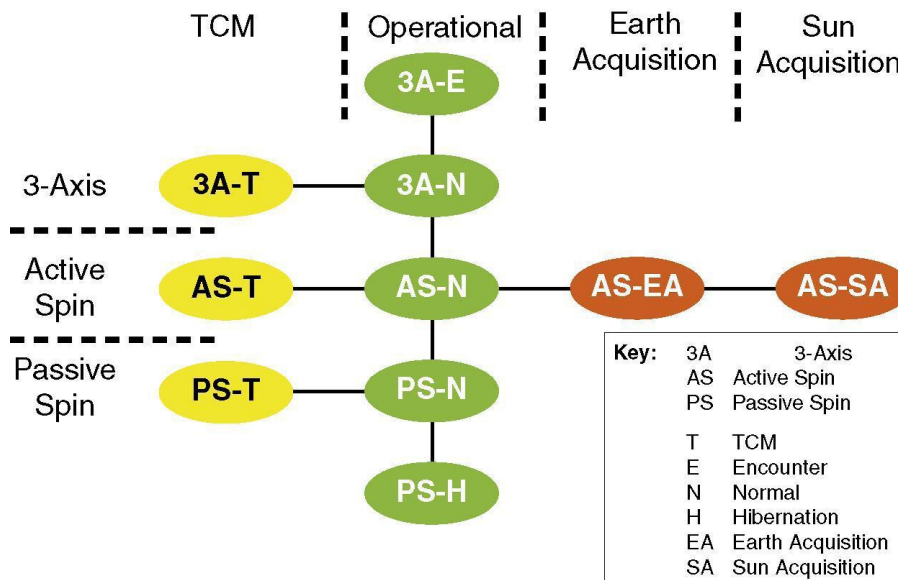 TCM
Operational
Earth
Acquisition
Sun
Acquisition
3A-E
3-Axis
3A-T
3A-N
Active
Spin
AS-T
AS-N
AS-EA
AS-SA
Passive
Spin
PS-T
PS-N
PS-H
Key: 3A 3-Axis
AS Active Spin
PS Passive Spin
T TCM
E Encounter
N Normal
H Hibernation
EA Earth Acquisition
SA Sun Acquisition